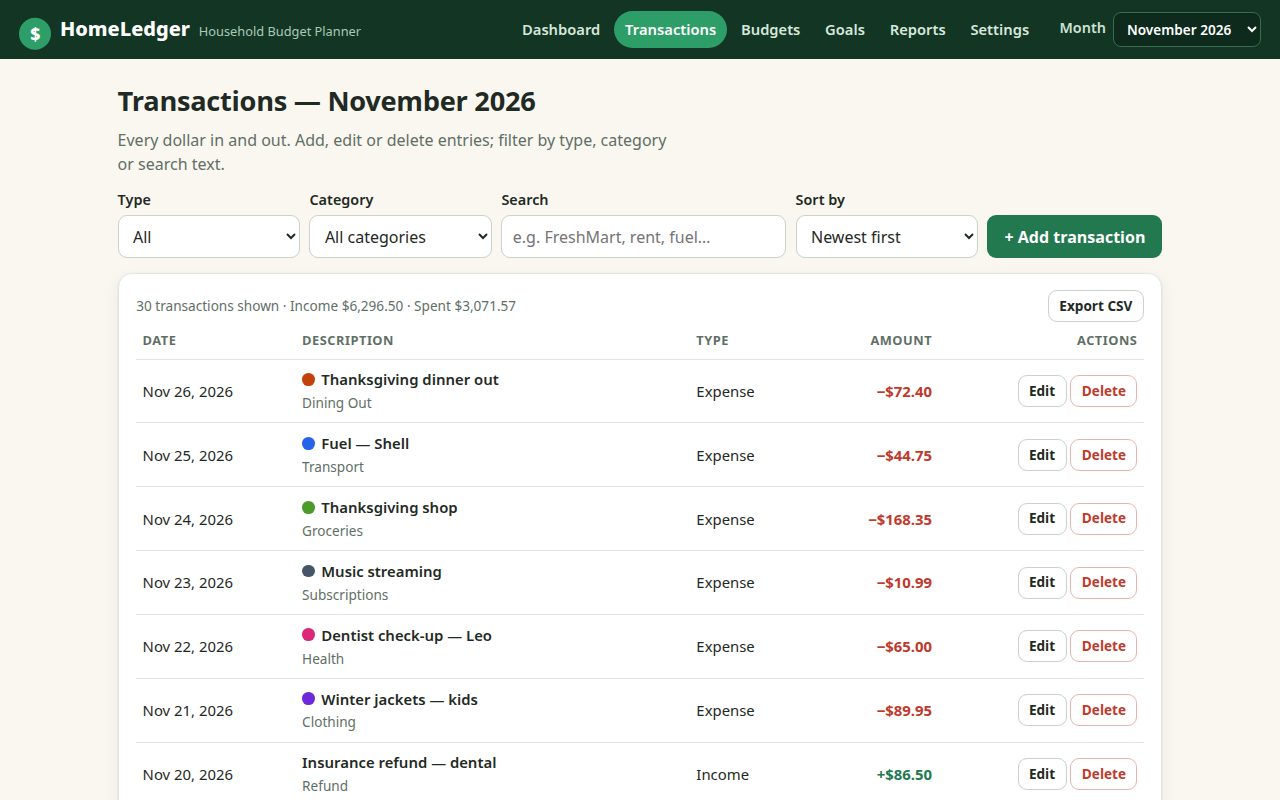 $ HomeLedger Household Budget Planner Dashboard Transactions Budgets Goals Reports Settings Month November 2026
Transactions — November 2026
Every dollar in and out. Add, edit or delete entries; filter by type, category
or search text.
Type Category Search Sort by
All All categories e.g. FreshMart, rent, fuel... Newest first + Add transaction
30 transactions shown · Income $6,296.50 · Spent $3,071.57 Export CSV
DATE DESCRIPTION TYPE AMOUNT ACTIONS
Nov 26, 2026 Thanksgiving dinner out Expense −$72.40 Edit Delete
Dining Out
Nov 25, 2026 Fuel — Shell Expense −$44.75 Edit Delete
Transport
Nov 24, 2026 Thanksgiving shop Expense −$168.35 Edit Delete
Groceries
Nov 23, 2026 Music streaming Expense −$10.99 Edit Delete
Subscriptions
Nov 22, 2026 Dentist check-up — Leo Expense −$65.00 Edit Delete
Health
Nov 21, 2026 Winter jackets — kids Expense −$89.95 Edit Delete
Clothing
Nov 20, 2026 Insurance refund — dental Income +$86.50 Edit Delete
Refund